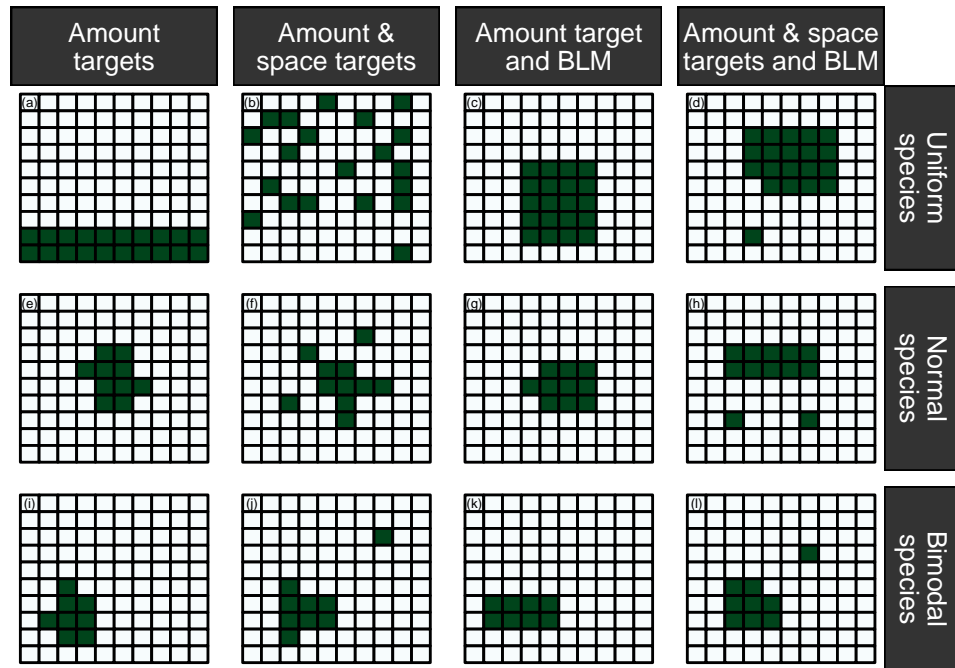 Amount
targets
Amount &
space targets
Amount target
and BLM
Amount & space
targets and BLM
(a)
(b)
(c)
(d)
Uniform
species
(e)
(f)
(g)
(h)
Normal
species
(i)
(j)
(k)
(l)
Bimodal
species